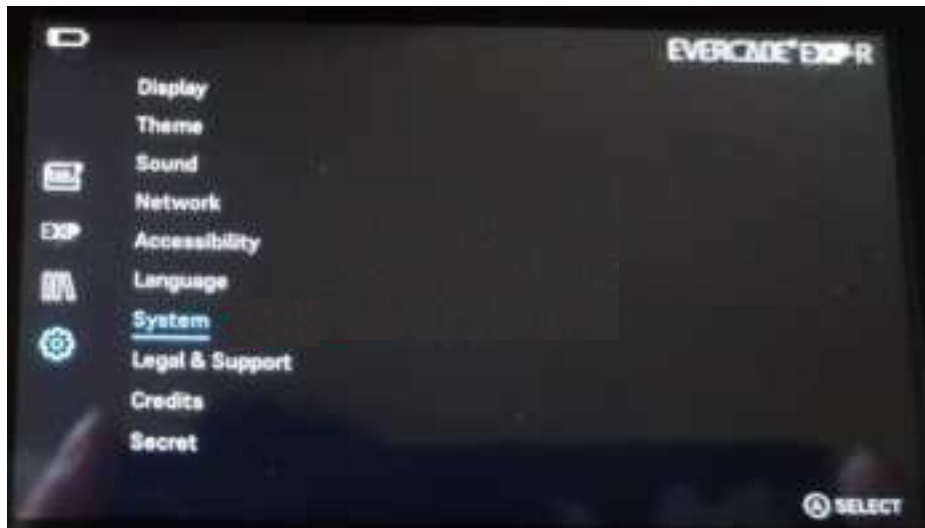 EVERCADE EXP-R
Display
Theme
Sound
Network
EXP
Accessibility
Language
System
Legal & Support
Credits
Secret
A SELECT